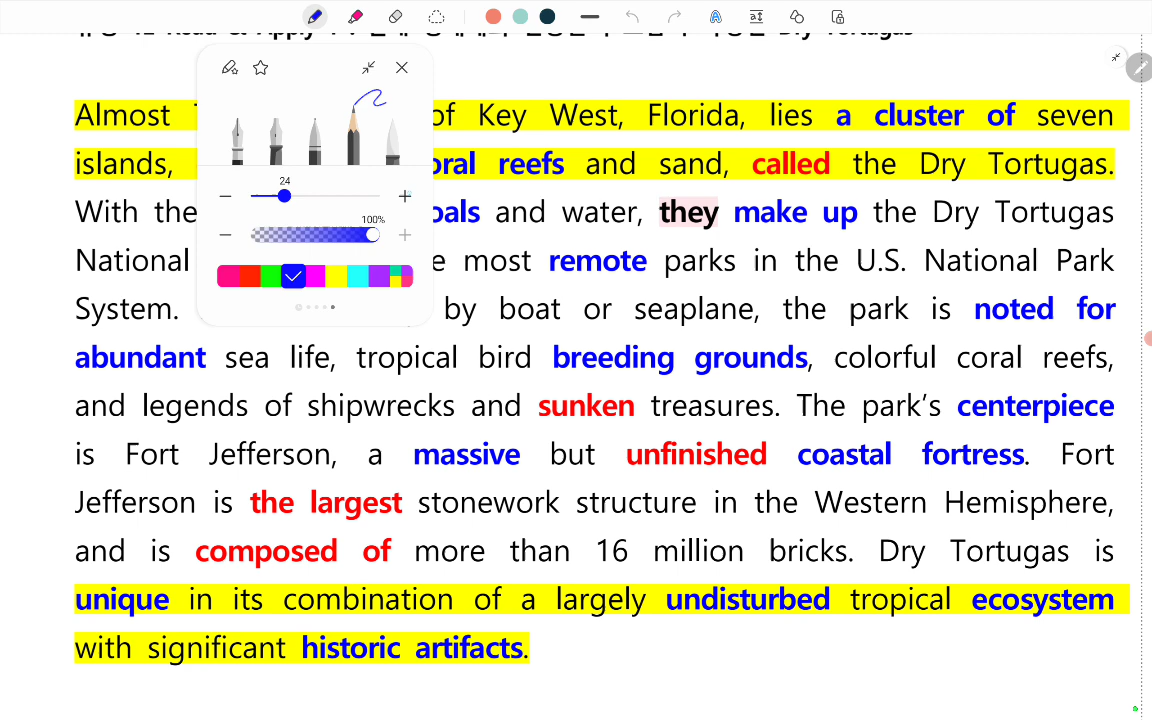 Dry Tortugas
Almost of Key West, Florida, lies a cluster of seven
24
islands, oral reefs and sand, called the Dry Tortugas.
100%
With the oals and water, they make up the Dry Tortugas
National e most remote parks in the U.S. National Park
System. by boat or seaplane, the park is noted for
abundant sea life, tropical bird breeding grounds, colorful coral reefs,
and legends of shipwrecks and sunken treasures. The park's centerpiece
is Fort Jefferson, a massive but unfinished coastal fortress. Fort
Jefferson is the largest stonework structure in the Western Hemisphere,
and is composed of more than 16 million bricks. Dry Tortugas is
unique in its combination of a largely undisturbed tropical ecosystem
with significant historic artifacts.